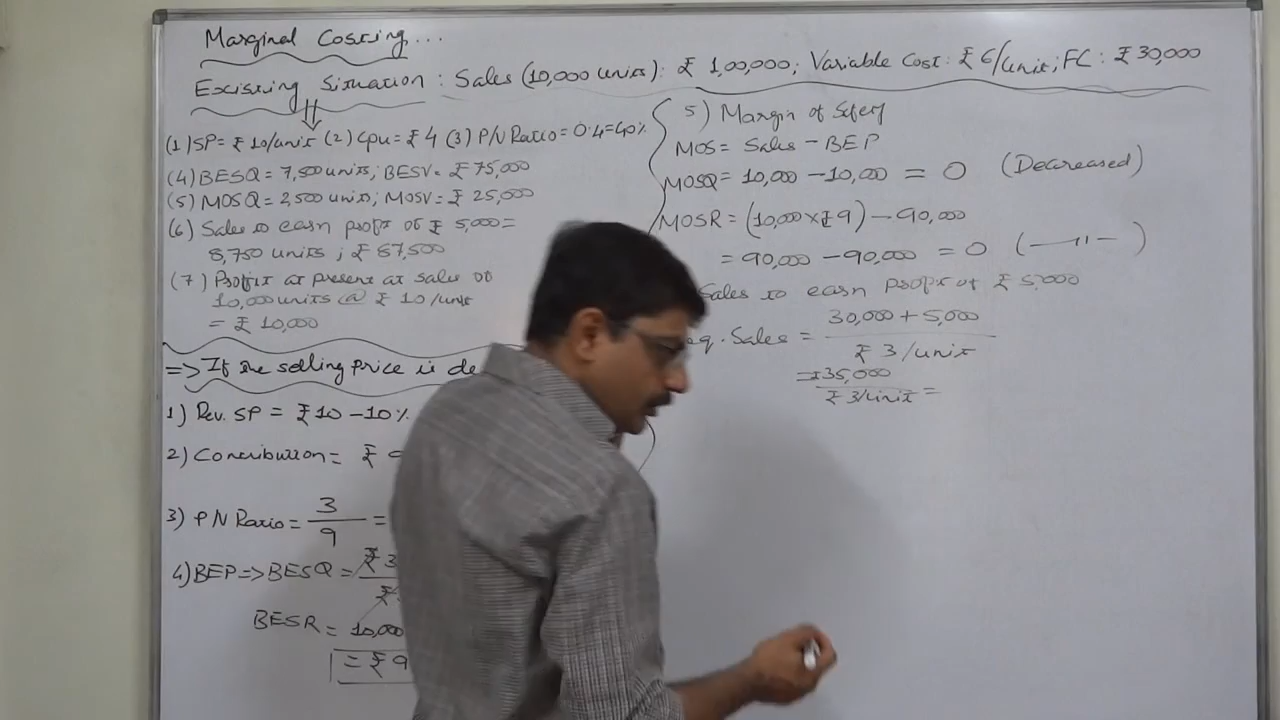 Marginal Costing...
Existing Situation : Sales (10,000 units): ₹ 1,00,000; Variable Cost: ₹ 6/unit; FC: ₹ 30,000
(1) SP = ₹ 10/unit (2) Cpu = ₹ 4 (3) P/V Ratio = 0.4 = 40%
(4) BESQ = 7,500 units; BESV = ₹ 75,000
(5) MOSQ = 2,500 units; MOSV = ₹ 25,000
(6) Sales to earn profit of ₹ 5,000 =
8,750 units ; ₹ 87,500
(7) Profit at present at sales of
10,000 units @ ₹ 10/unit
= ₹ 10,000
=> If the selling price is de
1) Rev. SP = ₹ 10 - 10%
2) Contribution = ₹ 9
3) P/V Ratio = 3/9 =
4) BEP => BESQ = ₹ 3
₹
BESR = 10,000
= ₹ 9
5) Margin of Safety
MOS = Sales - BEP
MOSQ = 10,000 - 10,000 = 0 (Decreased)
MOSR = (10,000 x ₹ 9) - 90,000
= 90,000 - 90,000 = 0 ( —〃— )
Sales to earn profit of ₹ 5,000
eq. Sales = 30,000 + 5,000
₹ 3/unit
= ₹ 35,000
₹ 3/unit =